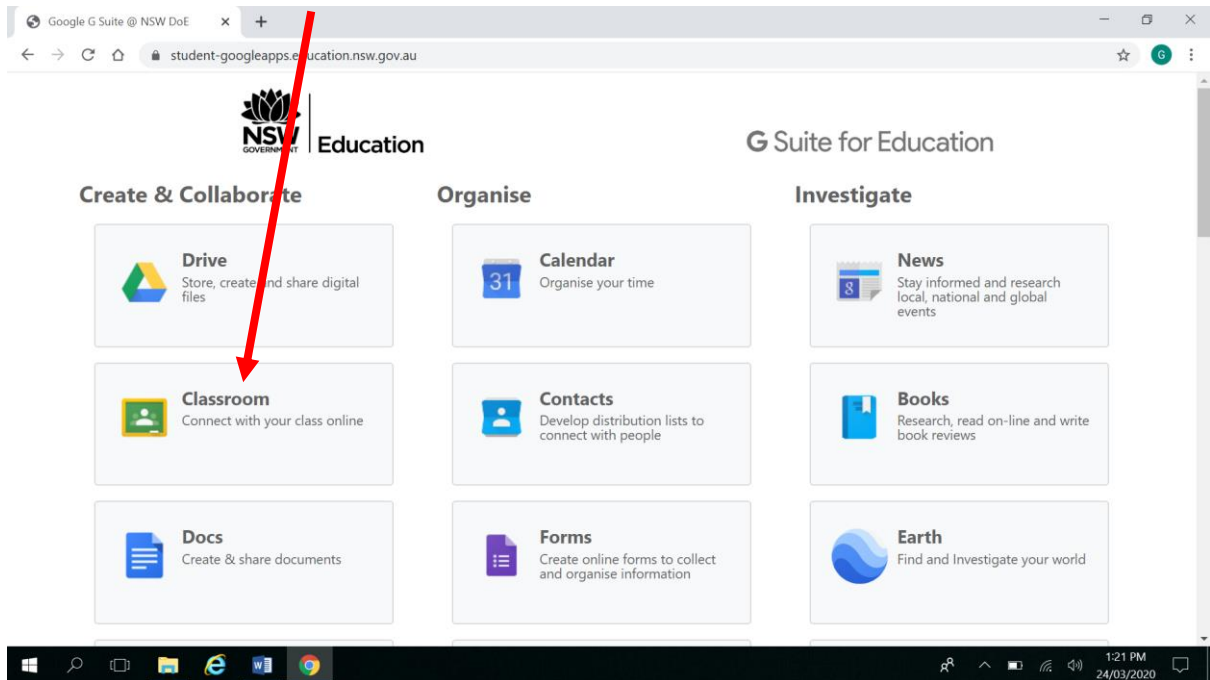 Google G Suite @ NSW DoE
student-googleapps.education.nsw.gov.au
G
NSW
GOVERNMENT
Education
G Suite for Education
Create & Collaborate
Organise
Investigate
Drive
Store, create and share digital
files
31
Calendar
Organise your time
8
News
Stay informed and research
local, national and global
events
Classroom
Connect with your class online
Contacts
Develop distribution lists to
connect with people
Books
Research, read on-line and write
book reviews
Docs
Create & share documents
Forms
Create online forms to collect
and organise information
Earth
Find and Investigate your world
1:21 PM
24/03/2020